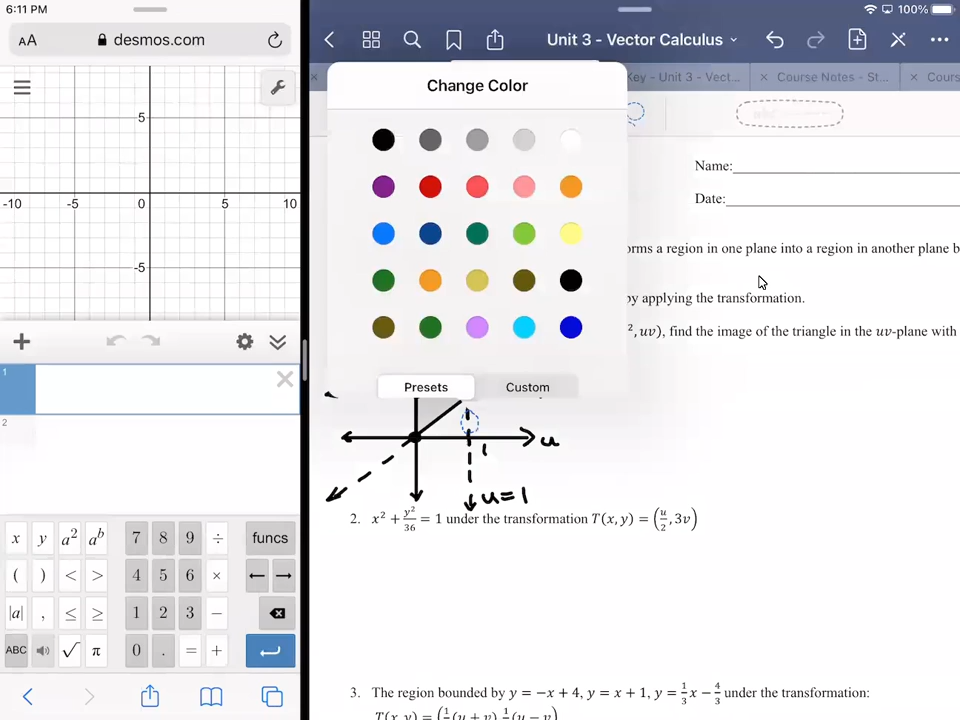 6:11 PM
100%
AA desmos.com
Unit 3 - Vector Calculus
Key - Unit 3 - Vect...
Course Notes - St...
Cours
Change Color
Presets
Custom
5
-10 -5 0 5 10
-5
1
2
Name:
Date:
orms a region in one plane into a region in another plane b
by applying the transformation.
², uv), find the image of the triangle in the uv-plane with
u
1
u=1
2. x² + y²/36 = 1 under the transformation T(x, y) = (u/2, 3v)
3. The region bounded by y = −x + 4, y = x + 1, y = 1/3 x − 4/3 under the transformation:
T(x, y) = (1/2 (u + v), 1/2 (u − v)
x y a² aᵇ 7 8 9 ÷ funcs
( ) < > 4 5 6 × ← →
|a| , ≤ ≥ 1 2 3 −
ABC √ π 0 . = +